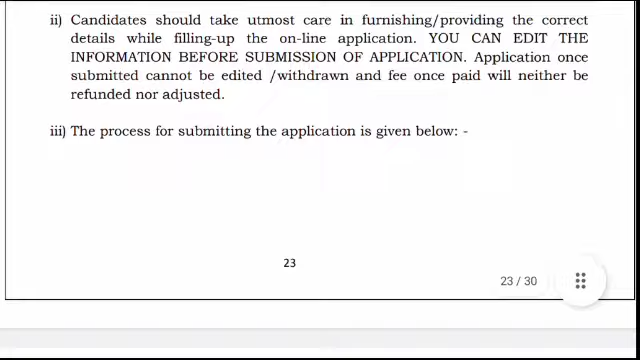 ii) Candidates should take utmost care in furnishing/providing the correct
details while filling-up the on-line application. YOU CAN EDIT THE
INFORMATION BEFORE SUBMISSION OF APPLICATION. Application once
submitted cannot be edited /withdrawn and fee once paid will neither be
refunded nor adjusted.
iii) The process for submitting the application is given below: -
23
23 / 30